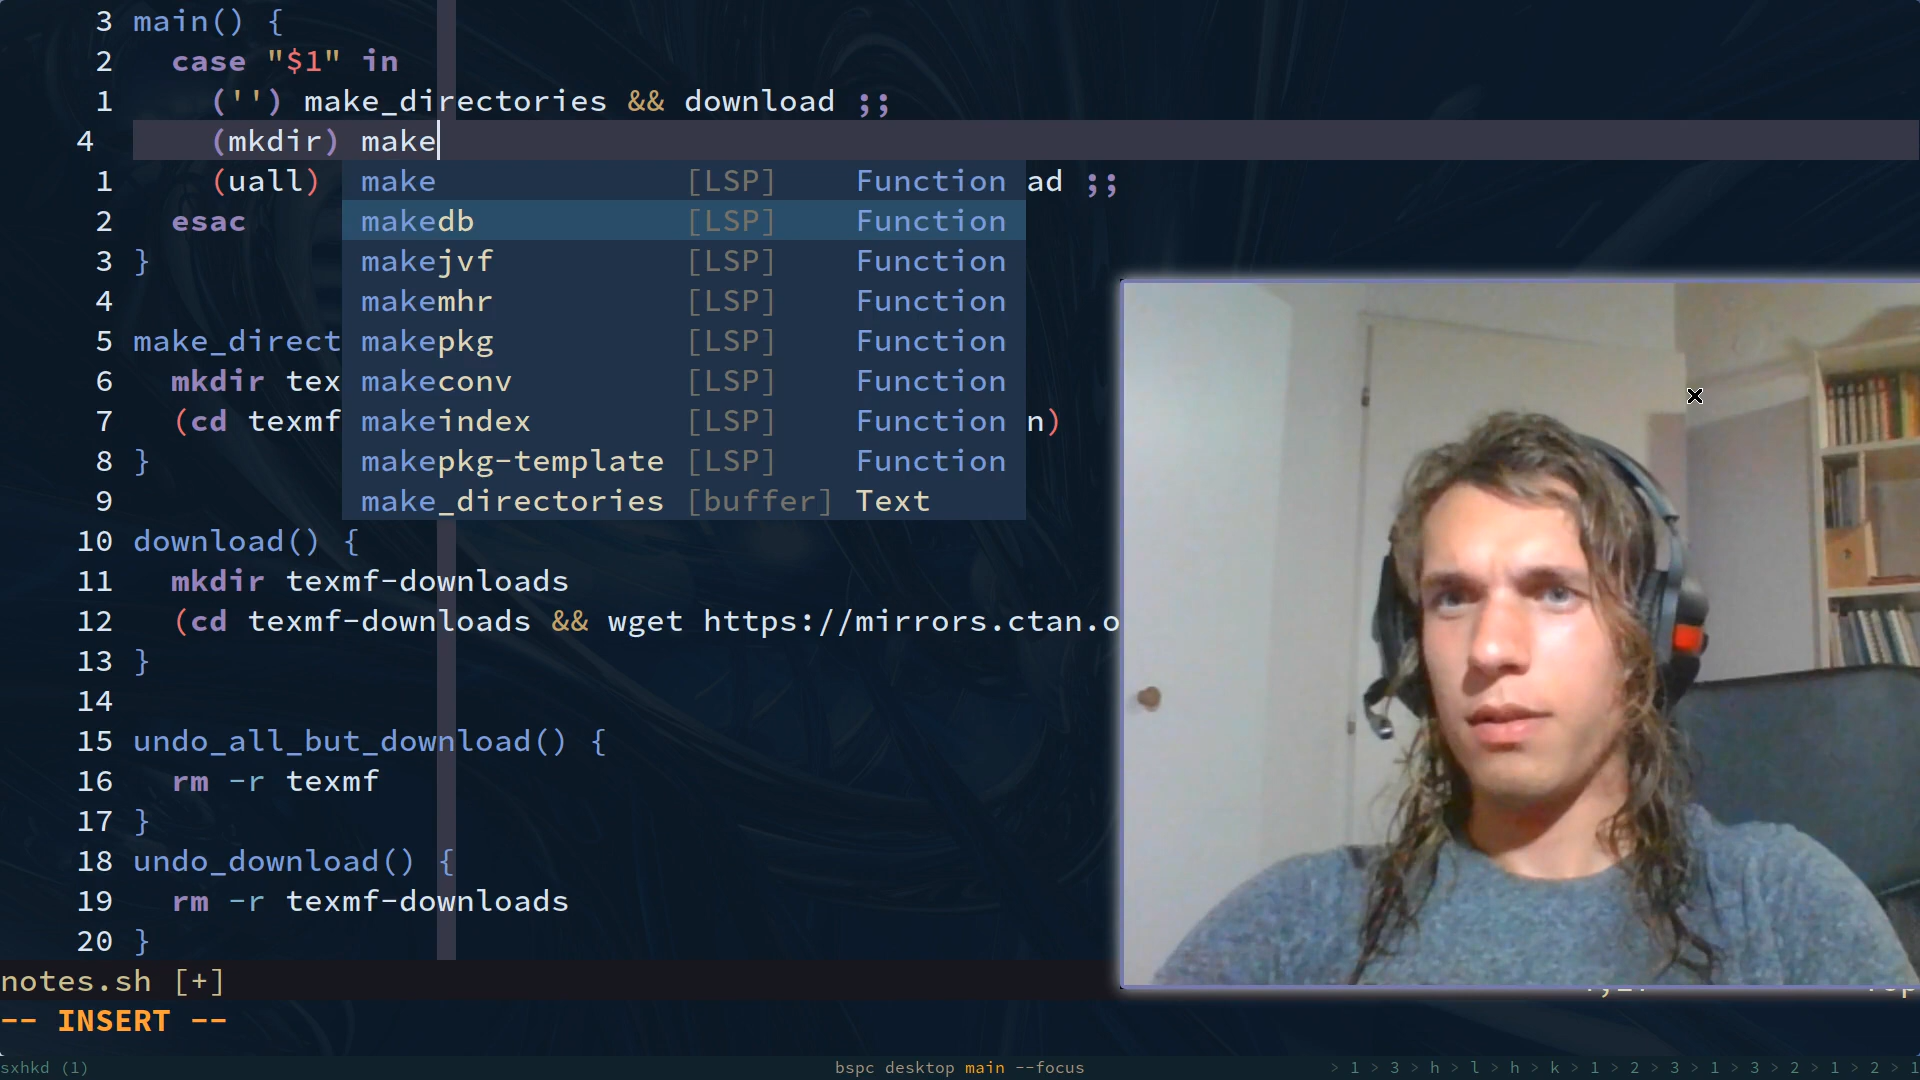 3 main() {
2 case "$1" in
1 ('') make_directories && download ;;
4 (mkdir) make
1 (uall) ad ;;
make [LSP] Function
2 esac
makedb [LSP] Function
3 }
makejvf [LSP] Function
4
makemhr [LSP] Function
5 make_direct
makepkg [LSP] Function
6 mkdir tex
makeconv [LSP] Function
7 (cd texmf n)
makeindex [LSP] Function
8 }
makepkg-template [LSP] Function
9
make_directories [buffer] Text
10 download() {
11 mkdir texmf-downloads
12 (cd texmf-downloads && wget https://mirrors.ctan.o
13 }
14
15 undo_all_but_download() {
16 rm -r texmf
17 }
18 undo_download() {
19 rm -r texmf-downloads
20 }
notes.sh [+]
-- INSERT --
sxhkd (1) bspc desktop main --focus > 1 > 3 > h > l > h > k > 1 > 2 > 3 > 1 > 3 > 2 > 1 > 2 > 1